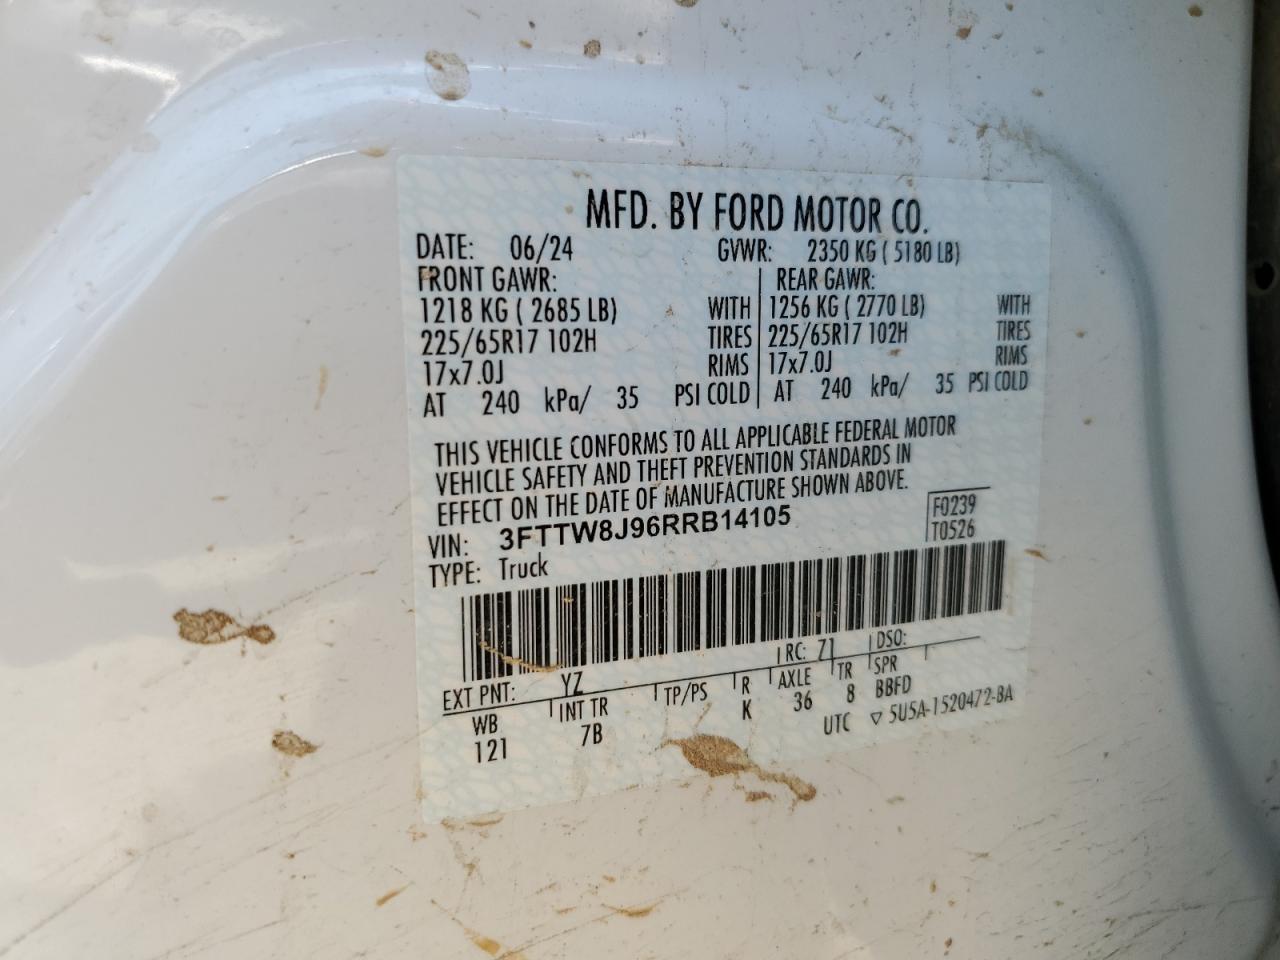 MFD. BY FORD MOTOR CO.
DATE: 06/24 GVWR: 2350 KG ( 5180 LB)
FRONT GAWR: REAR GAWR:
1218 KG ( 2685 LB) WITH 1256 KG ( 2770 LB) WITH
225/65R17 102H TIRES 225/65R17 102H TIRES
17x7.0J RIMS 17x7.0J RIMS
AT 240 kPa/ 35 PSI COLD AT 240 kPa/ 35 PSI COLD
THIS VEHICLE CONFORMS TO ALL APPLICABLE FEDERAL MOTOR
VEHICLE SAFETY AND THEFT PREVENTION STANDARDS IN
EFFECT ON THE DATE OF MANUFACTURE SHOWN ABOVE.
F0239
VIN: 3FTTW8J96RRB14105 T0526
TYPE: Truck
EXT PNT: YZ RC: 71 DSO:
WB INT TR TP/PS R AXLE TR SPR
121 7B K 36 8 BBFD
UTC ▽ 5U5A-1520472-BA